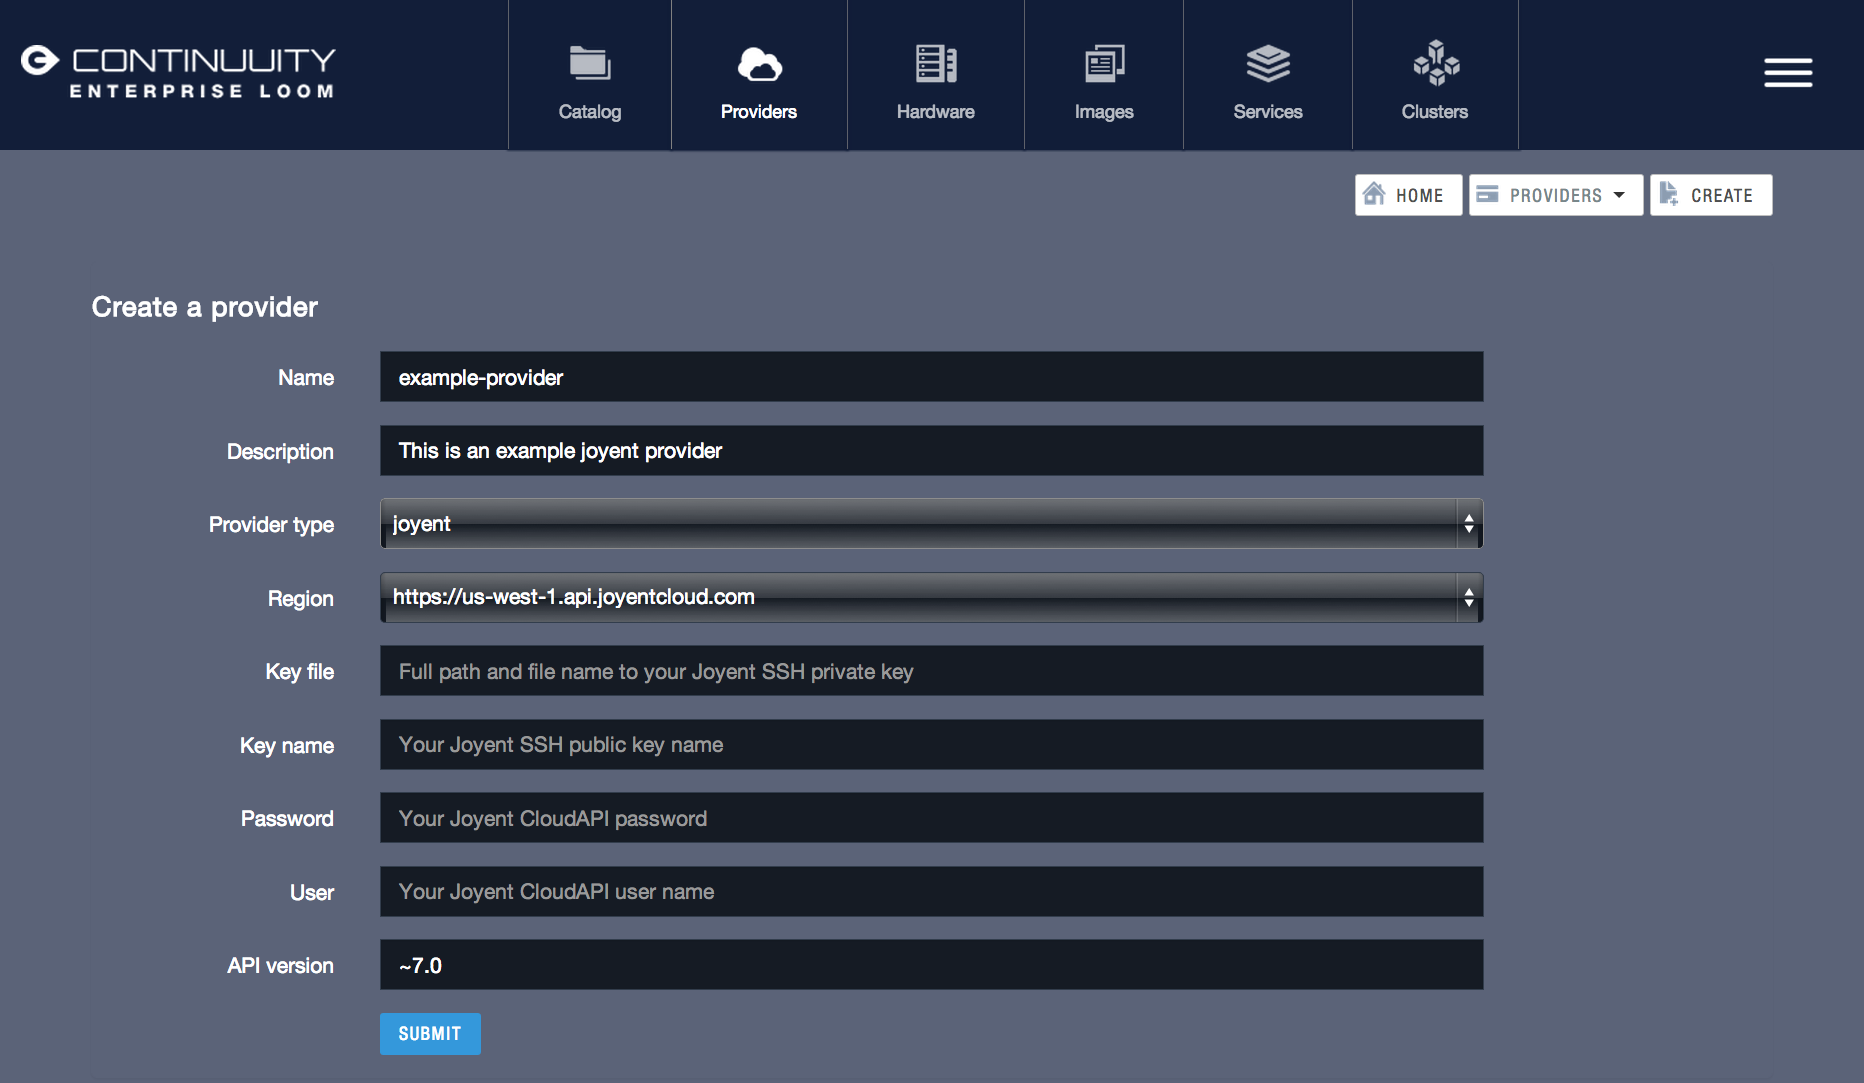 CONTINUUITY
ENTERPRISE LOOM
Catalog
Providers
Hardware
Images
Services
Clusters
HOME
PROVIDERS
CREATE
Create a provider
Name
example-provider
Description
This is an example joyent provider
Provider type
joyent
Region
https://us-west-1.api.joyentcloud.com
Key file
Full path and file name to your Joyent SSH private key
Key name
Your Joyent SSH public key name
Password
Your Joyent CloudAPI password
User
Your Joyent CloudAPI user name
API version
~7.0
SUBMIT